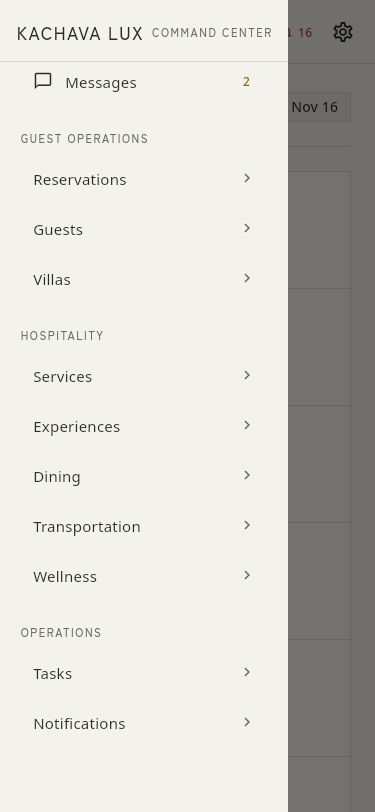 KACHAVA LUX COMMAND CENTER 16
Messages 2
Nov 16
GUEST OPERATIONS
Reservations
Guests
Villas
HOSPITALITY
Services
Experiences
Dining
Transportation
Wellness
OPERATIONS
Tasks
Notifications